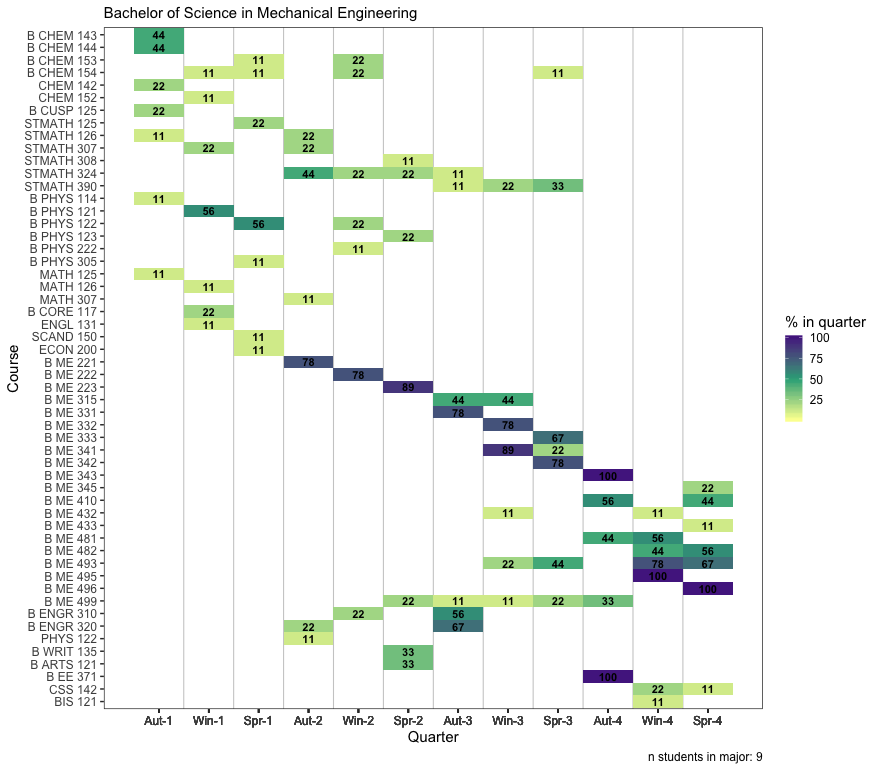 Bachelor of Science in Mechanical Engineering
B CHEM 143 44
B CHEM 144 44
B CHEM 153 11 22
B CHEM 154 11 11 22 11
CHEM 142 22
CHEM 152 11
B CUSP 125 22
STMATH 125 22
STMATH 126 11 22
STMATH 307 22 22
STMATH 308 11
STMATH 324 44 22 22 11
STMATH 390 11 22 33
B PHYS 114 11
B PHYS 121 56
B PHYS 122 56 22
B PHYS 123 22
B PHYS 222 11
B PHYS 305 11
MATH 125 11
MATH 126 11
MATH 307 11
B CORE 117 22
ENGL 131 11
SCAND 150 11
ECON 200 11
B ME 221 78
B ME 222 78
B ME 223 89
B ME 315 44 44
B ME 331 78
B ME 332 78
B ME 333 67
B ME 341 89 22
B ME 342 78
B ME 343 100
B ME 345 22
B ME 410 56 44
B ME 432 11 11
B ME 433 11
B ME 481 44 56
B ME 482 44 56
B ME 493 22 44 78 67
B ME 495 100
B ME 496 100
B ME 499 22 11 11 22 33
B ENGR 310 22 56
B ENGR 320 22 67
PHYS 122 11
B WRIT 135 33
B ARTS 121 33
B EE 371 100
CSS 142 22 11
BIS 121 11
Course
Aut-1 Win-1 Spr-1 Aut-2 Win-2 Spr-2 Aut-3 Win-3 Spr-3 Aut-4 Win-4 Spr-4
Quarter
% in quarter
100
75
50
25
n students in major: 9